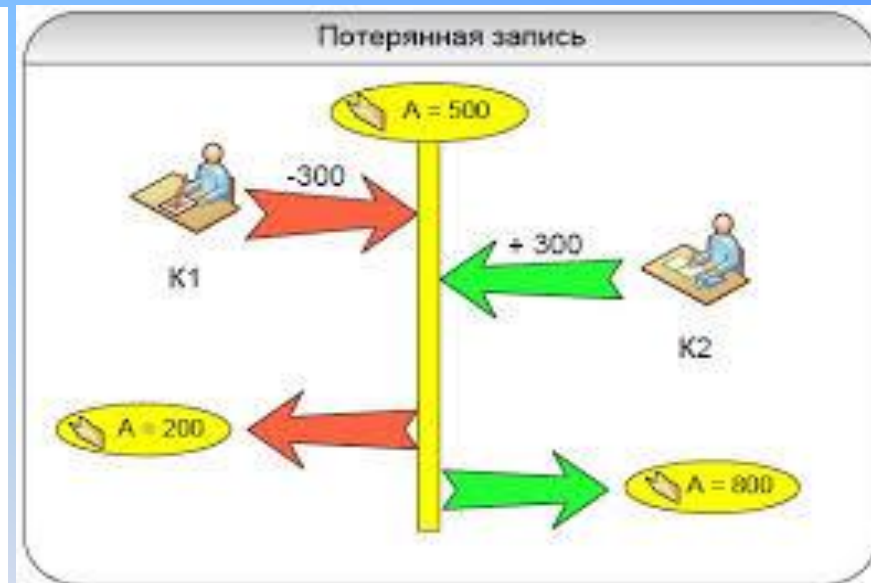 Потерянная запись
A = 500
-300
+ 300
К1
К2
A = 200
A = 800